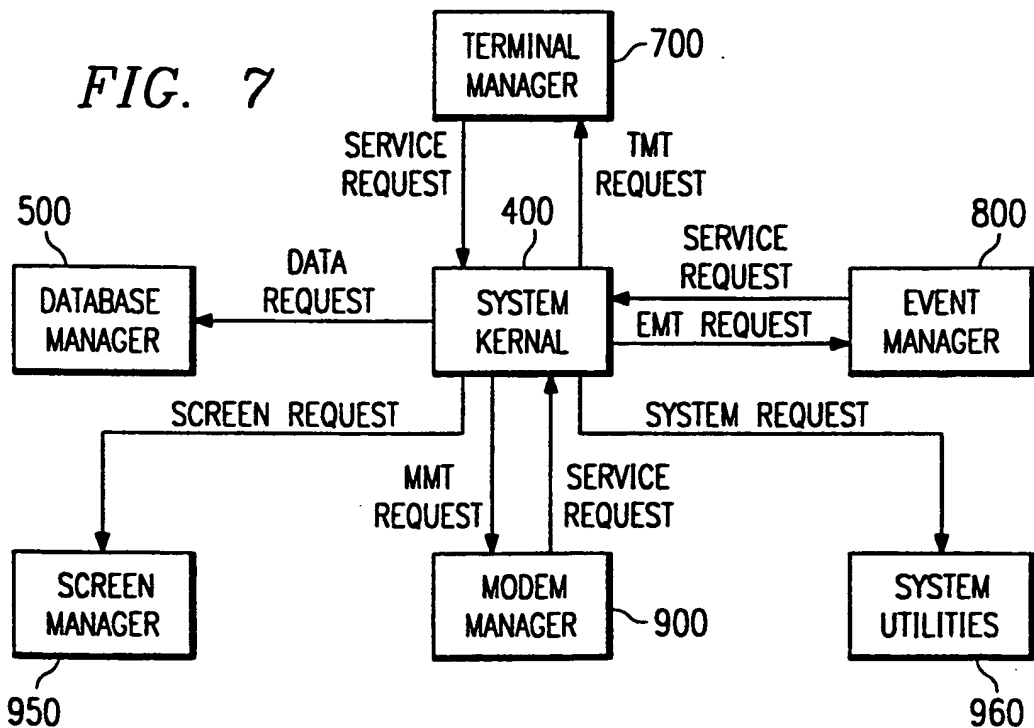 FIG. 7
TERMINAL
MANAGER
700
SERVICE
REQUEST
TMT
REQUEST
500
400
800
DATABASE
MANAGER
DATA
REQUEST
SYSTEM
KERNAL
SERVICE
REQUEST
EMT REQUEST
EVENT
MANAGER
SCREEN REQUEST
SYSTEM REQUEST
MMT
REQUEST
SERVICE
REQUEST
SCREEN
MANAGER
950
MODEM
MANAGER
900
SYSTEM
UTILITIES
960